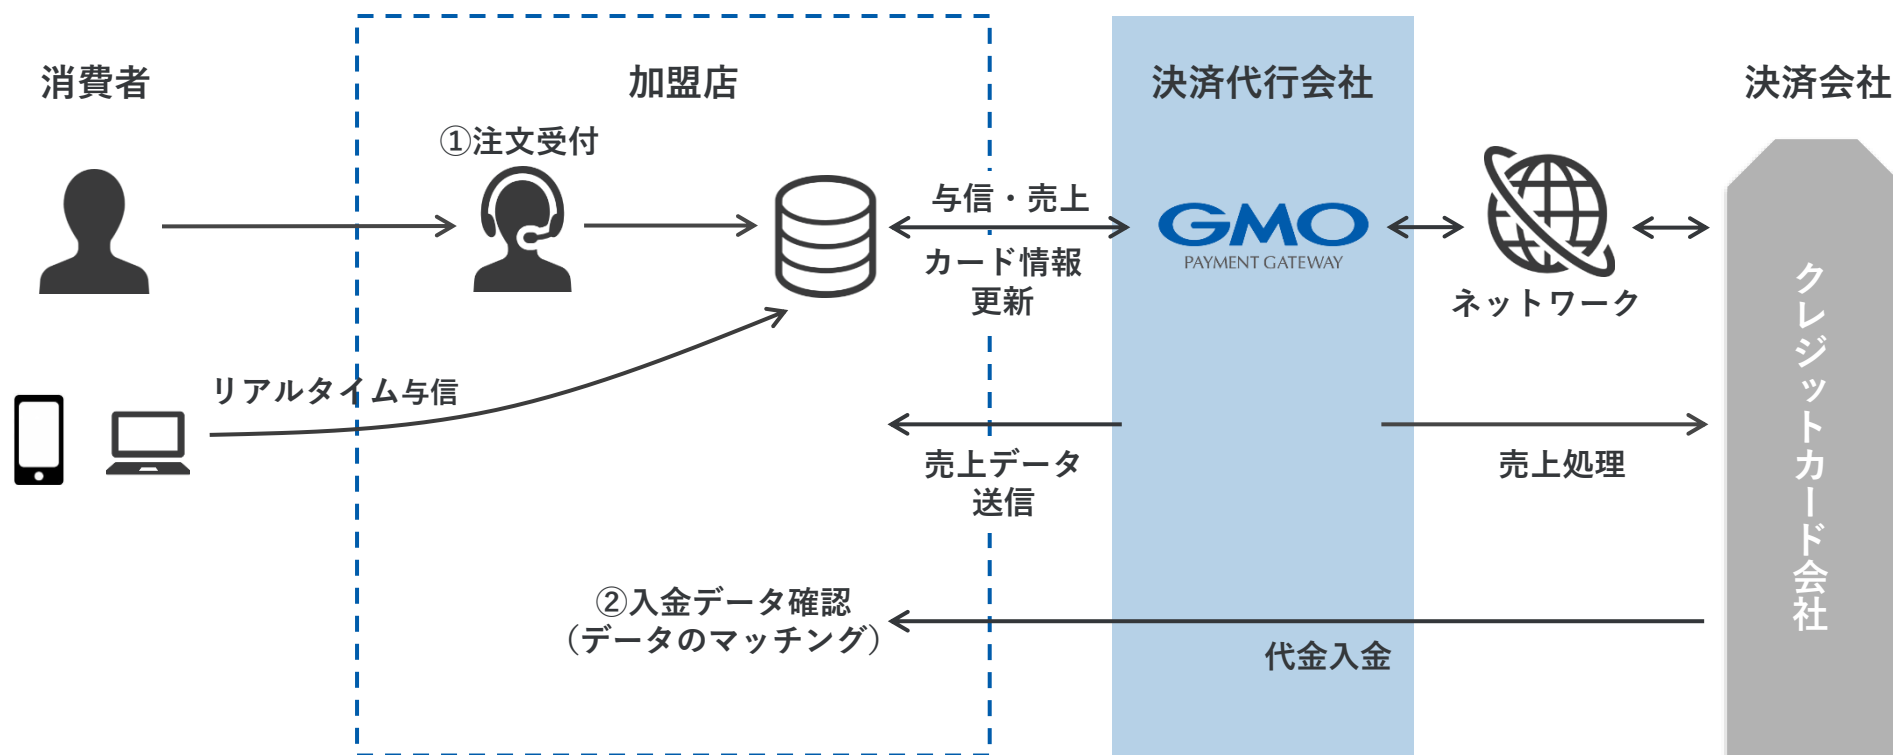 消費者
加盟店
決済代行会社
決済会社
①注文受付
与信・売上
カード情報
更新
GMO
PAYMENT GATEWAY
ネットワーク
リアルタイム与信
売上データ
送信
売上処理
クレジットカード会社
②入金データ確認
（データのマッチング）
代金入金